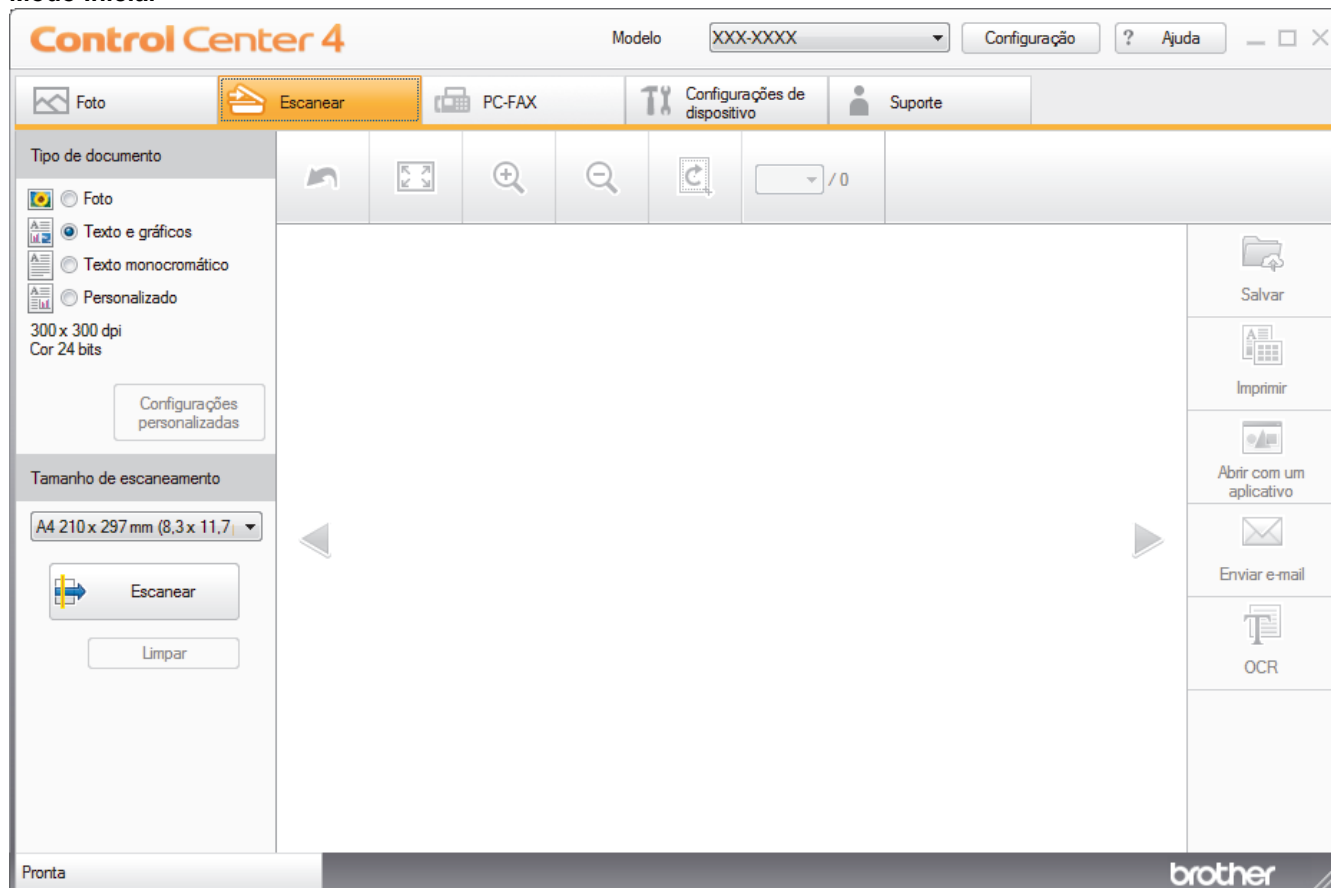 Modo Inicial
Control Center 4
Modelo
XXX-XXXX
Configuração
? Ajuda
Foto
Escanear
PC-FAX
Configurações de
dispositivo
Suporte
Tipo de documento
/ 0
Foto
Texto e gráficos
Texto monocromático
Personalizado
300 x 300 dpi
Cor 24 bits
Configurações
personalizadas
Tamanho de escaneamento
A4 210 x 297 mm (8,3 x 11,7
Escanear
Limpar
Salvar
Imprimir
Abrir com um
aplicativo
Enviar e-mail
OCR
Pronta
brother